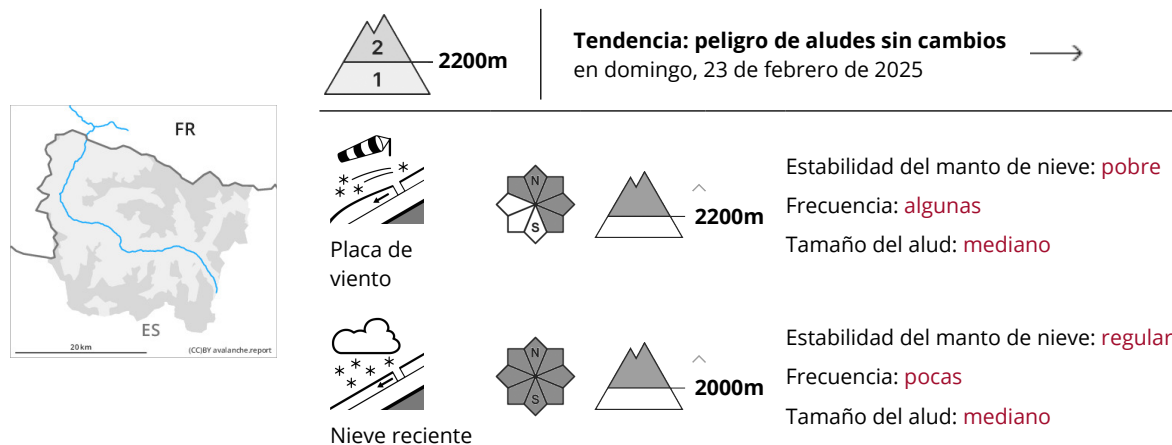 2
1
2200m
Tendencia: peligro de aludes sin cambios
en domingo, 23 de febrero de 2025
FR
ES
20 km
(CC)BY avalanche.report
Placa de
viento
N
S
2200m
Estabilidad del manto de nieve: pobre
Frecuencia: algunas
Tamaño del alud: mediano
Nieve reciente
N
S
2000m
Estabilidad del manto de nieve: regular
Frecuencia: pocas
Tamaño del alud: mediano